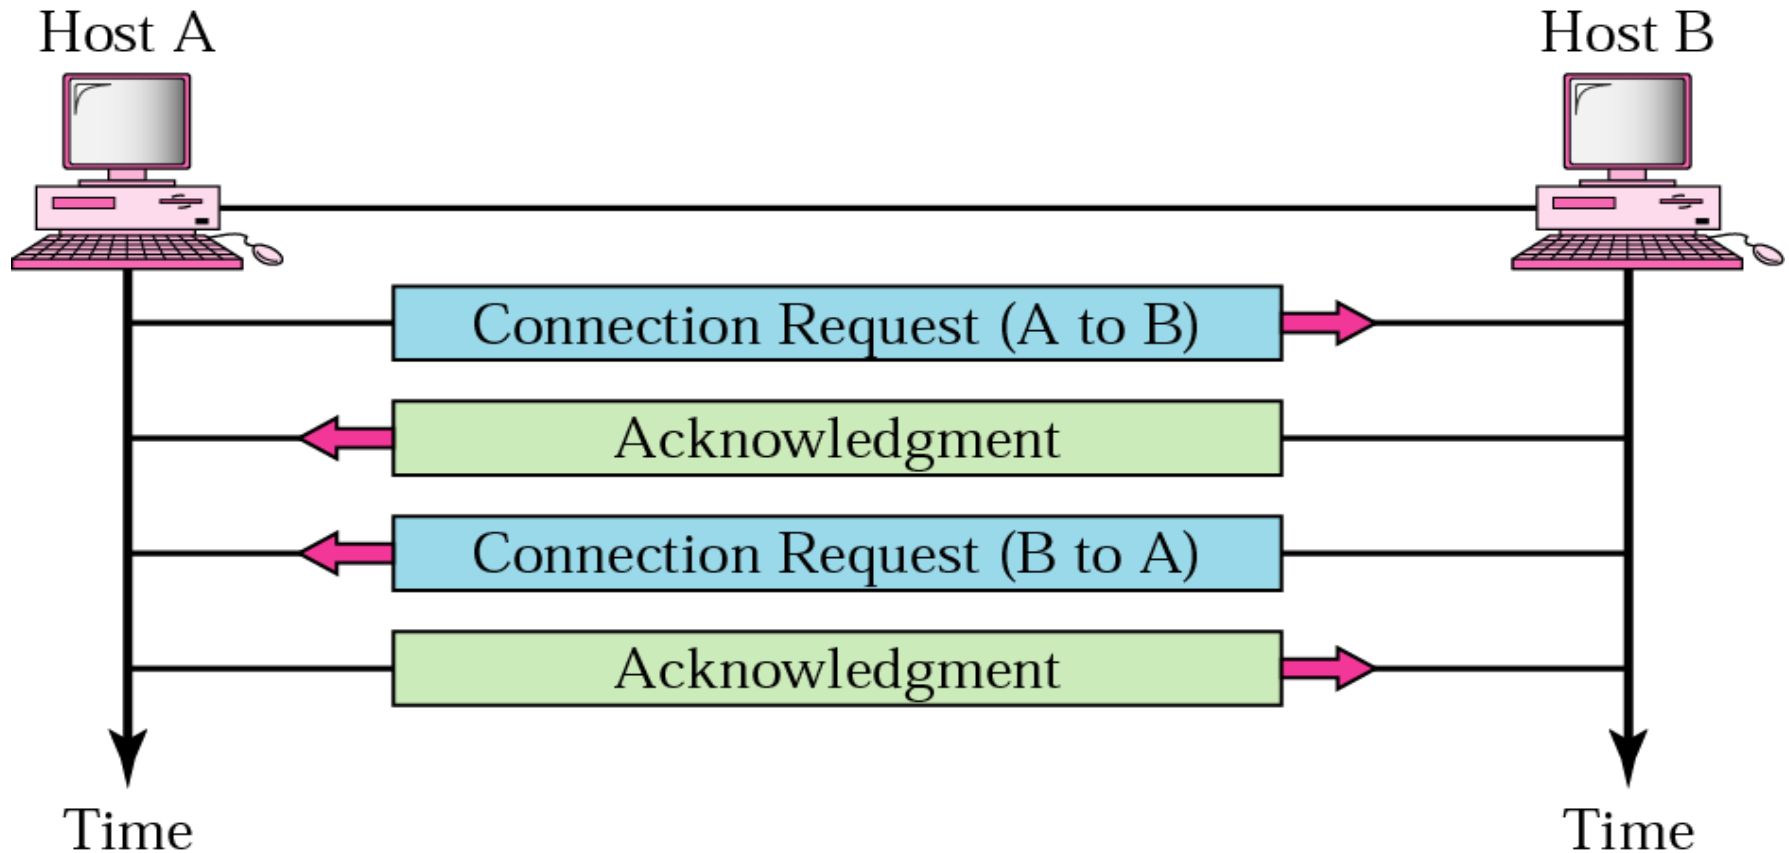 Host A
Host B
Connection Request (A to B)
Acknowledgment
Connection Request (B to A)
Acknowledgment
Time
Time